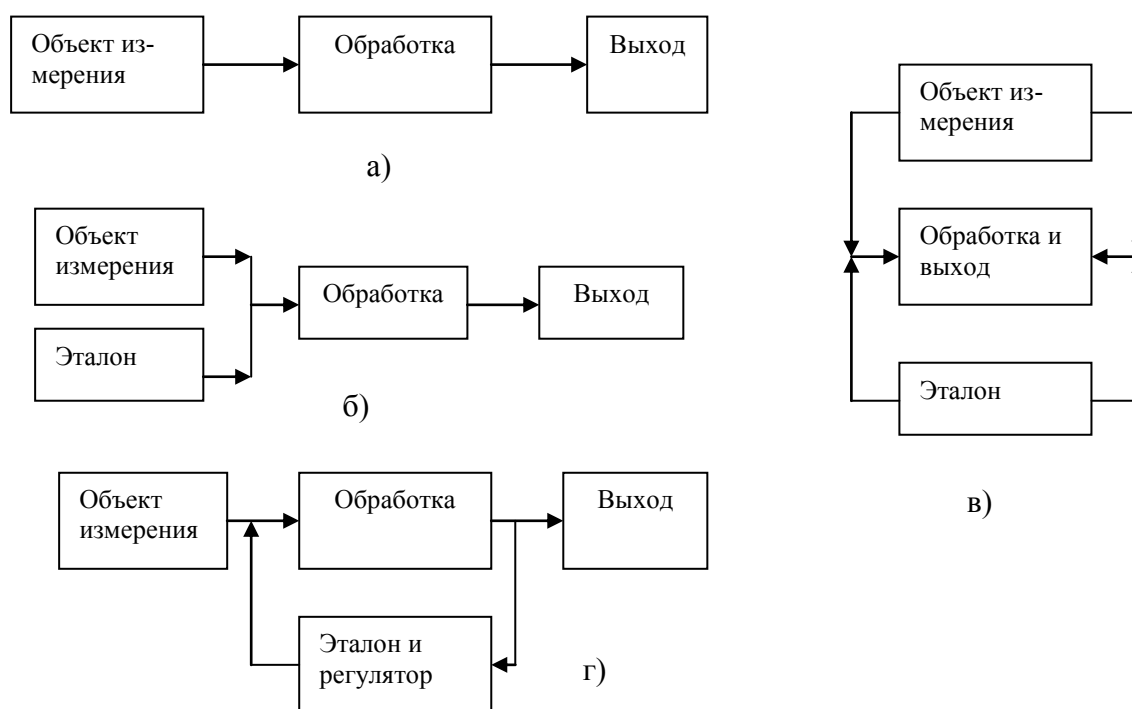 Объект из-
мерения
Обработка
Выход
а)
Объект
измерения
Эталон
Обработка
Выход
б)
Объект из-
мерения
Обработка и
выход
Эталон
в)
Объект
измерения
Обработка
Выход
Эталон и
регулятор
г)